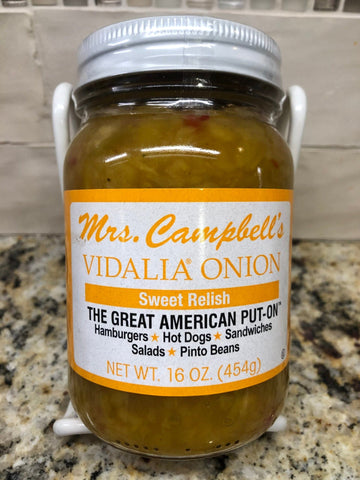 Mrs. Campbell's
VIDALIA® ONION
Sweet Relish
THE GREAT AMERICAN PUT-ON™
Hamburgers ★ Hot Dogs ★ Sandwiches
Salads ★ Pinto Beans
NET WT. 16 OZ. (454g)